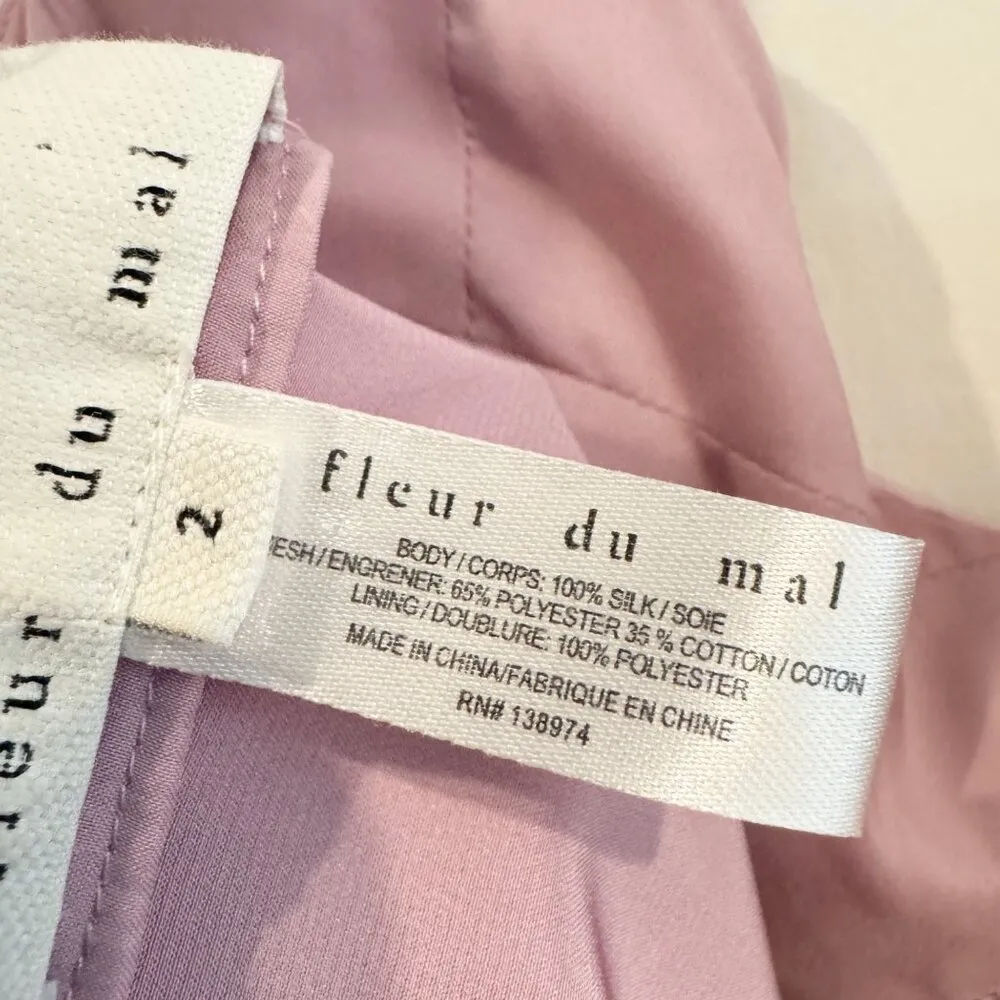 fleur du mal
2
fleur du mal
BODY/CORPS: 100% SILK/SOIE
MESH/ENGRENER: 65% POLYESTER 35 % COTTON/COTON
LINING/DOUBLURE: 100% POLYESTER
MADE IN CHINA/FABRIQUE EN CHINE
RN# 138974